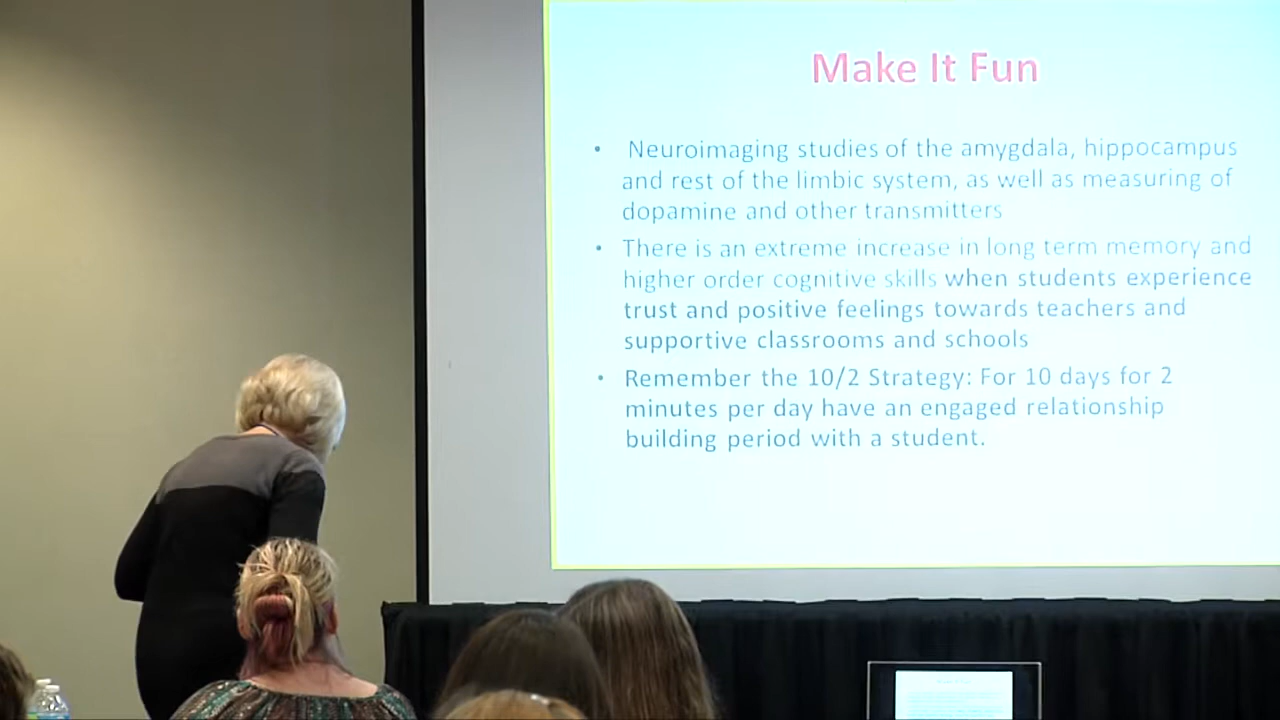 Make It Fun
• Neuroimaging studies of the amygdala, hippocampus
and rest of the limbic system, as well as measuring of
dopamine and other transmitters
• There is an extreme increase in long term memory and
higher order cognitive skills when students experience
trust and positive feelings towards teachers and
supportive classrooms and schools
• Remember the 10/2 Strategy: For 10 days for 2
minutes per day have an engaged relationship
building period with a student.